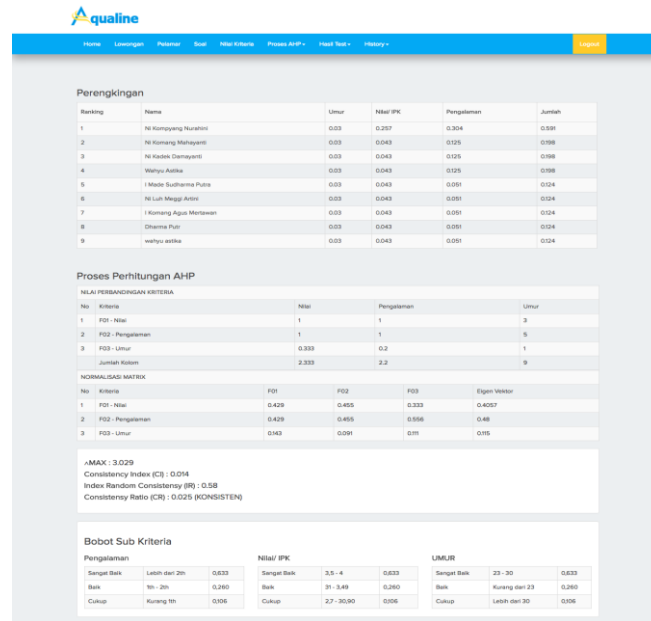 Aqualine
Home Lowongan Pelamar Soal Nilai Kriteria Proses AHP Hasil Test History Logout
Perengkingan
Ranking Nama Umur Nilai/ IPK Pengalaman Jumlah
1 Ni Kompyang Nurahini 0.03 0.257 0.304 0.591
2 Ni Komang Mahayanti 0.03 0.043 0.125 0.198
3 Ni Kadek Damayanti 0.03 0.043 0.125 0.198
4 Wahyu Astika 0.03 0.043 0.125 0.198
5 I Made Sudharma Putra 0.03 0.043 0.051 0.124
6 Ni Luh Meggi Artini 0.03 0.043 0.051 0.124
7 I Komang Agus Mertawan 0.03 0.043 0.051 0.124
8 Dharma Putri 0.03 0.043 0.051 0.124
9 wahyu astika 0.03 0.043 0.051 0.124
Proses Perhitungan AHP
NILAI PERBANDINGAN KRITERIA
No Kriteria Nilai Pengalaman Umur
1 F01 - Nilai 1 1 3
2 F02 - Pengalaman 1 1 5
3 F03 - Umur 0.333 0.2 1
Jumlah Kolom 2.333 2.2 9
NORMALISASI MATRIX
No Kriteria F01 F02 F03 Eigen Vektor
1 F01 - Nilai 0.429 0.455 0.333 0.4057
2 F02 - Pengalaman 0.429 0.455 0.556 0.48
3 F03 - Umur 0.143 0.091 0.111 0.115
λMAX : 3.029
Consistency Index (CI) : 0.014
Index Random Consistency (IR) : 0.58
Consistensy Ratio (CR) : 0.025 (KONSISTEN)
Bobot Sub Kriteria
Pengalaman Nilai/ IPK UMUR
Sangat Baik Lebih dari 2th 0,633 Sangat Baik 3,5 - 4 0,633 Sangat Baik 23 - 30 0,633
Baik 1th - 2th 0,260 Baik 31 - 3,49 0,260 Baik Kurang dari 23 0,260
Cukup Kurang 1th 0,106 Cukup 2,7 - 30,90 0,106 Cukup Lebih dari 30 0,106